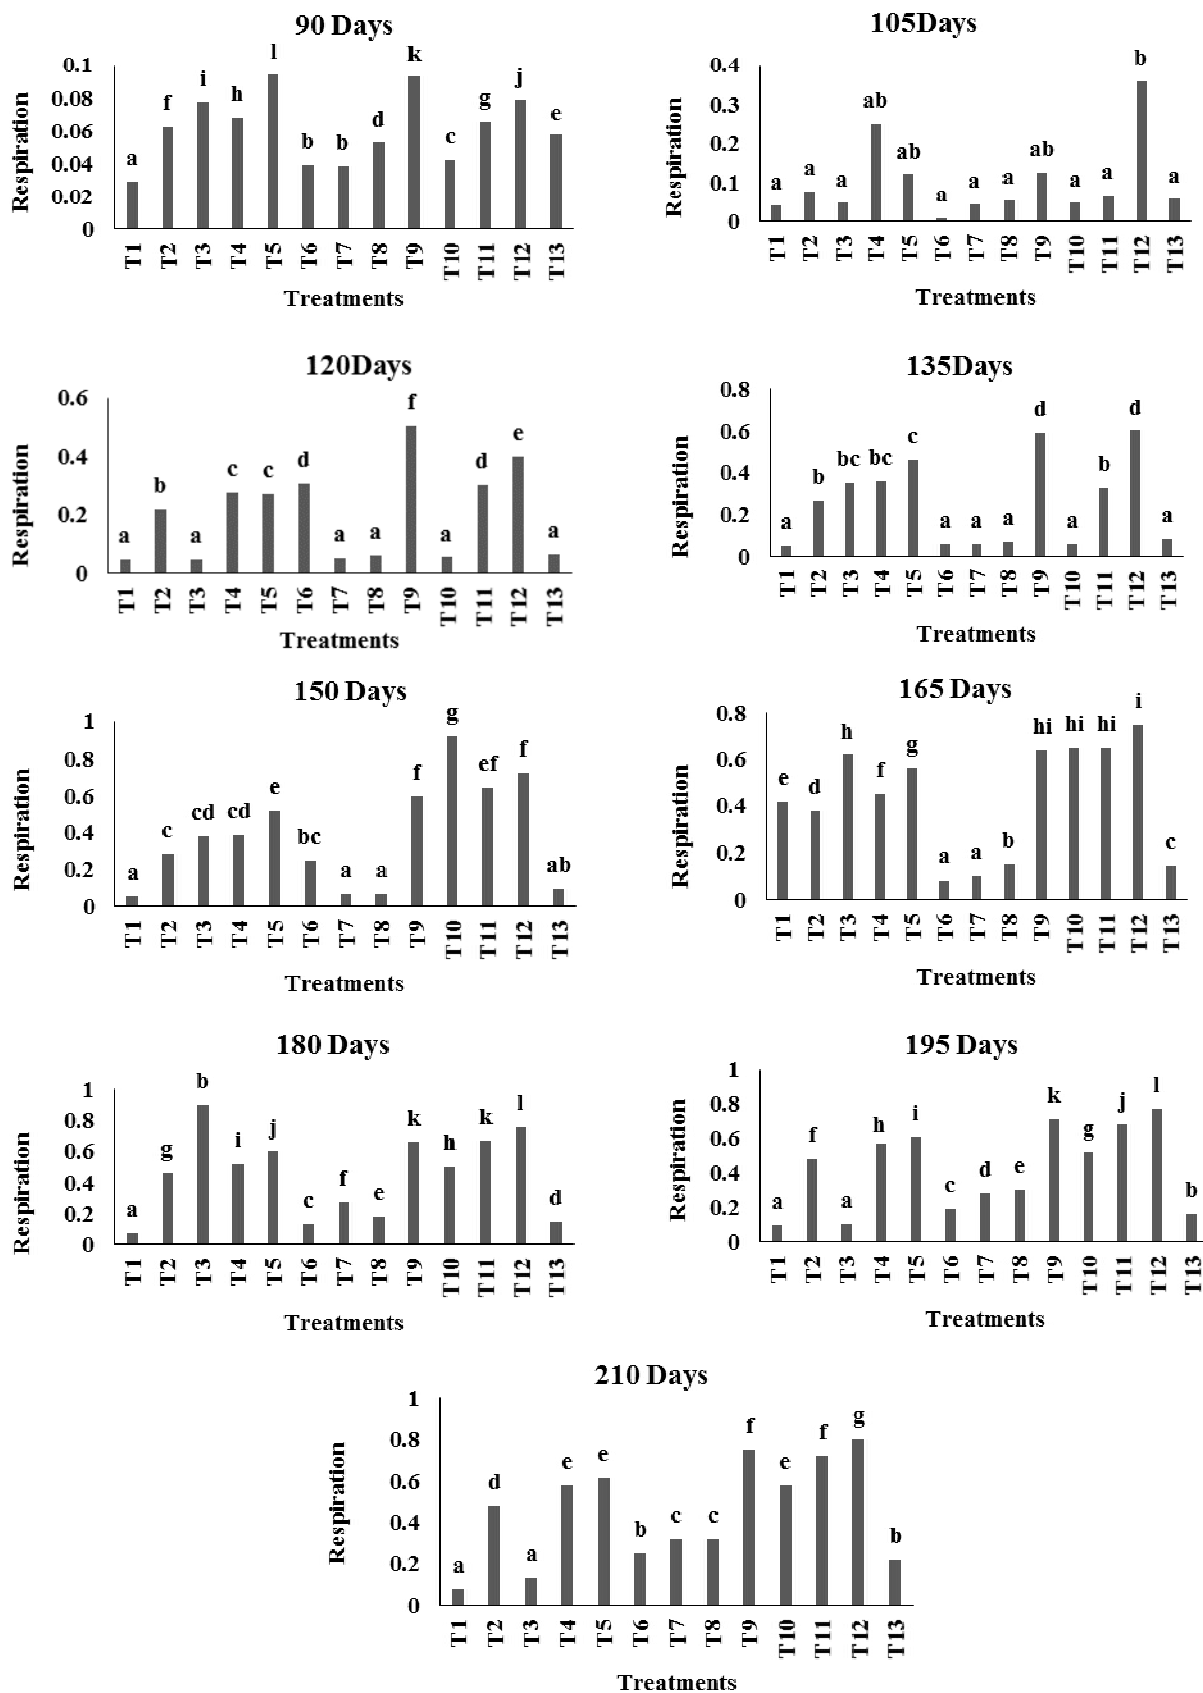 90 Days
Respiration
0.1
0.08
0.06
0.04
0.02
0
a f i h l b b d k c g j e
T1 T2 T3 T4 T5 T6 T7 T8 T9 T10 T11 T12 T13
Treatments
105Days
Respiration
0.4
0.3
0.2
0.1
0
a a a ab ab a a a ab a a b a
T1 T2 T3 T4 T5 T6 T7 T8 T9 T10 T11 T12 T13
Treatments
120Days
Respiration
0.6
0.4
0.2
0
a b a c c d a a f a d e a
T1 T2 T3 T4 T5 T6 T7 T8 T9 T10 T11 T12 T13
Treatments
135Days
Respiration
0.8
0.6
0.4
0.2
0
a b bc bc c a a a d a b d a
T1 T2 T3 T4 T5 T6 T7 T8 T9 T10 T11 T12 T13
Treatments
150 Days
Respiration
1
0.8
0.6
0.4
0.2
0
a c cd cd e bc a a f g ef f ab
T1 T2 T3 T4 T5 T6 T7 T8 T9 T10 T11 T12 T13
Treatments
165 Days
Respiration
0.8
0.6
0.4
0.2
0
e d h f g a a b hi hi hi i c
T1 T2 T3 T4 T5 T6 T7 T8 T9 T10 T11 T12 T13
Treatments
180 Days
Respiration
1
0.8
0.6
0.4
0.2
0
a g b i j c f e k h k l d
T1 T2 T3 T4 T5 T6 T7 T8 T9 T10 T11 T12 T13
Treatments
195 Days
Respiration
1
0.8
0.6
0.4
0.2
0
a f a h i c d e k g j l b
T1 T2 T3 T4 T5 T6 T7 T8 T9 T10 T11 T12 T13
Treatments
210 Days
Respiration
1
0.8
0.6
0.4
0.2
0
a d a e e b c c f e f g b
T1 T2 T3 T4 T5 T6 T7 T8 T9 T10 T11 T12 T13
Treatments